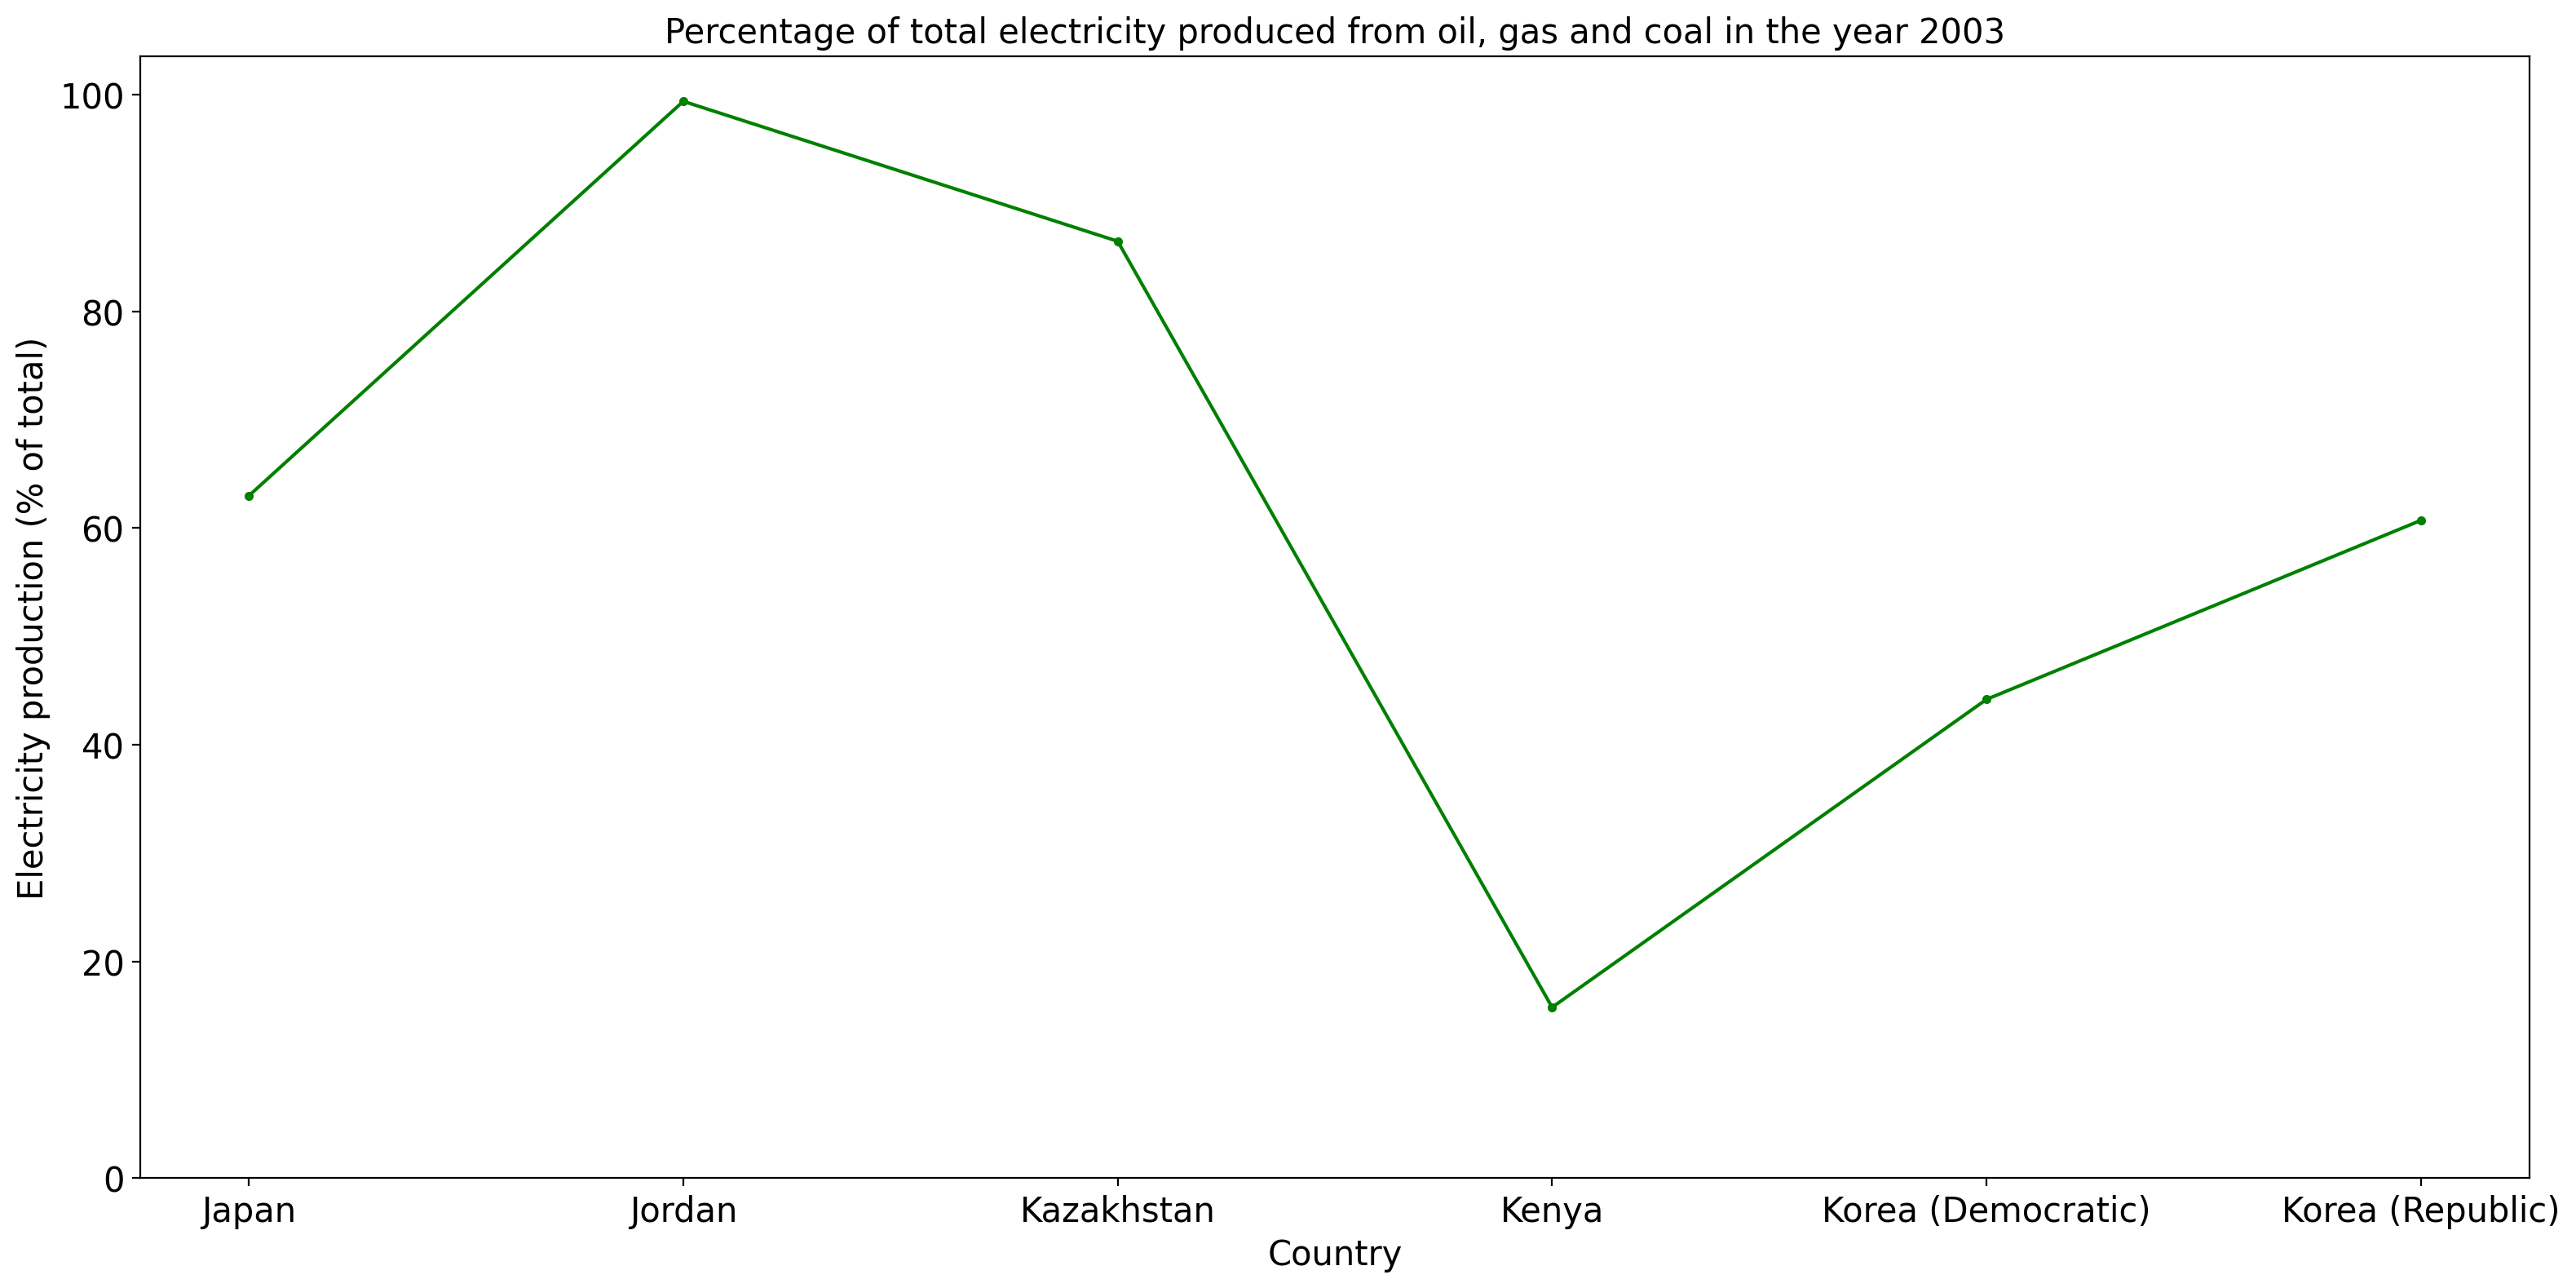 Percentage of total electricity produced from oil, gas and coal in the year 2003
Electricity production (% of total)
100
80
60
40
20
0
Japan Jordan Kazakhstan Kenya Korea (Democratic) Korea (Republic)
Country